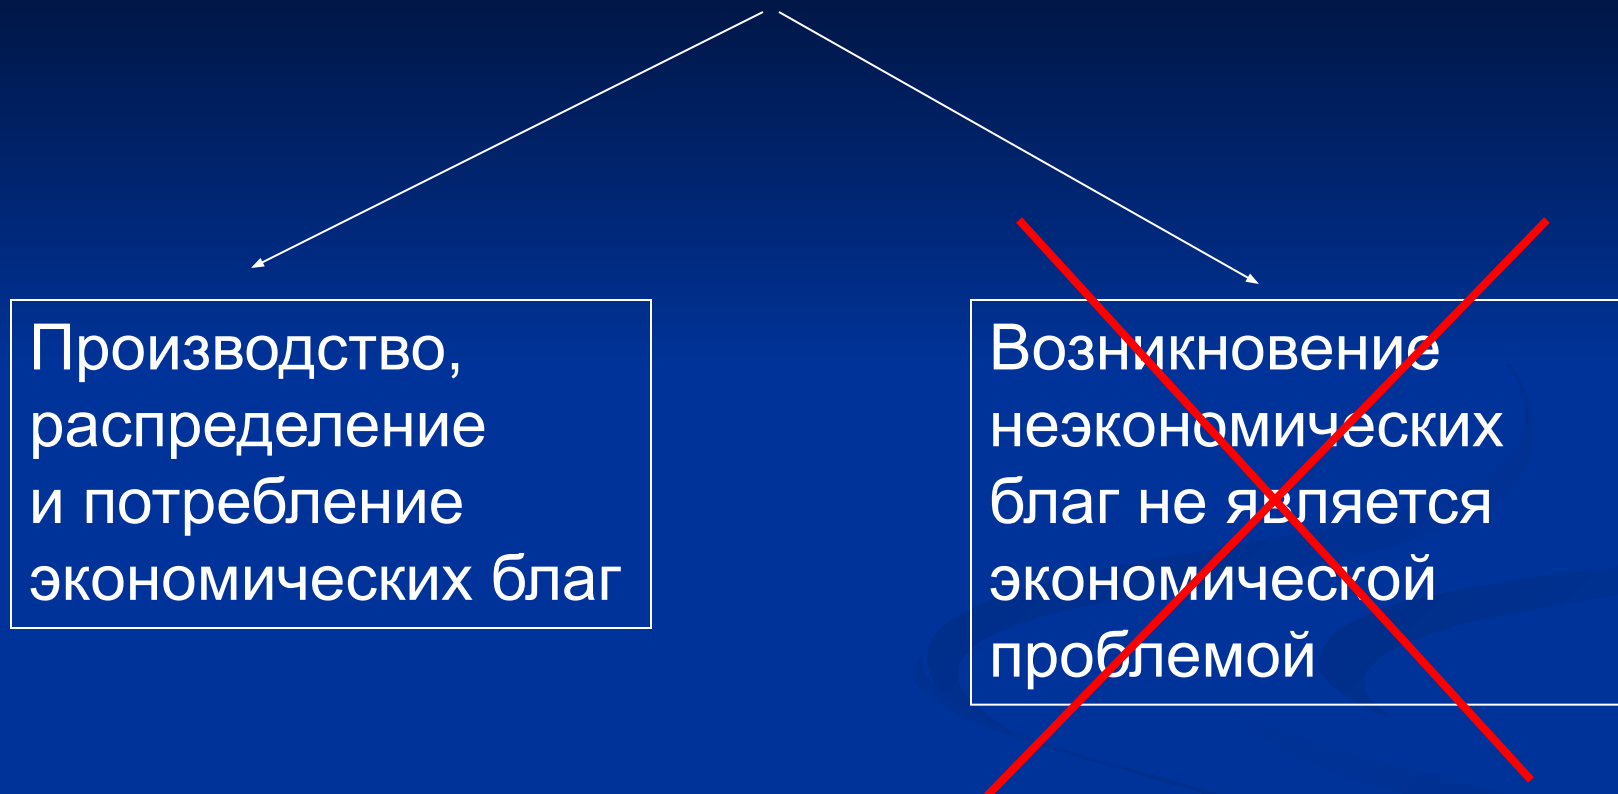 Производство,
распределение
и потребление
экономических благ
Возникновение
неэкономических
благ не является
экономической
проблемой